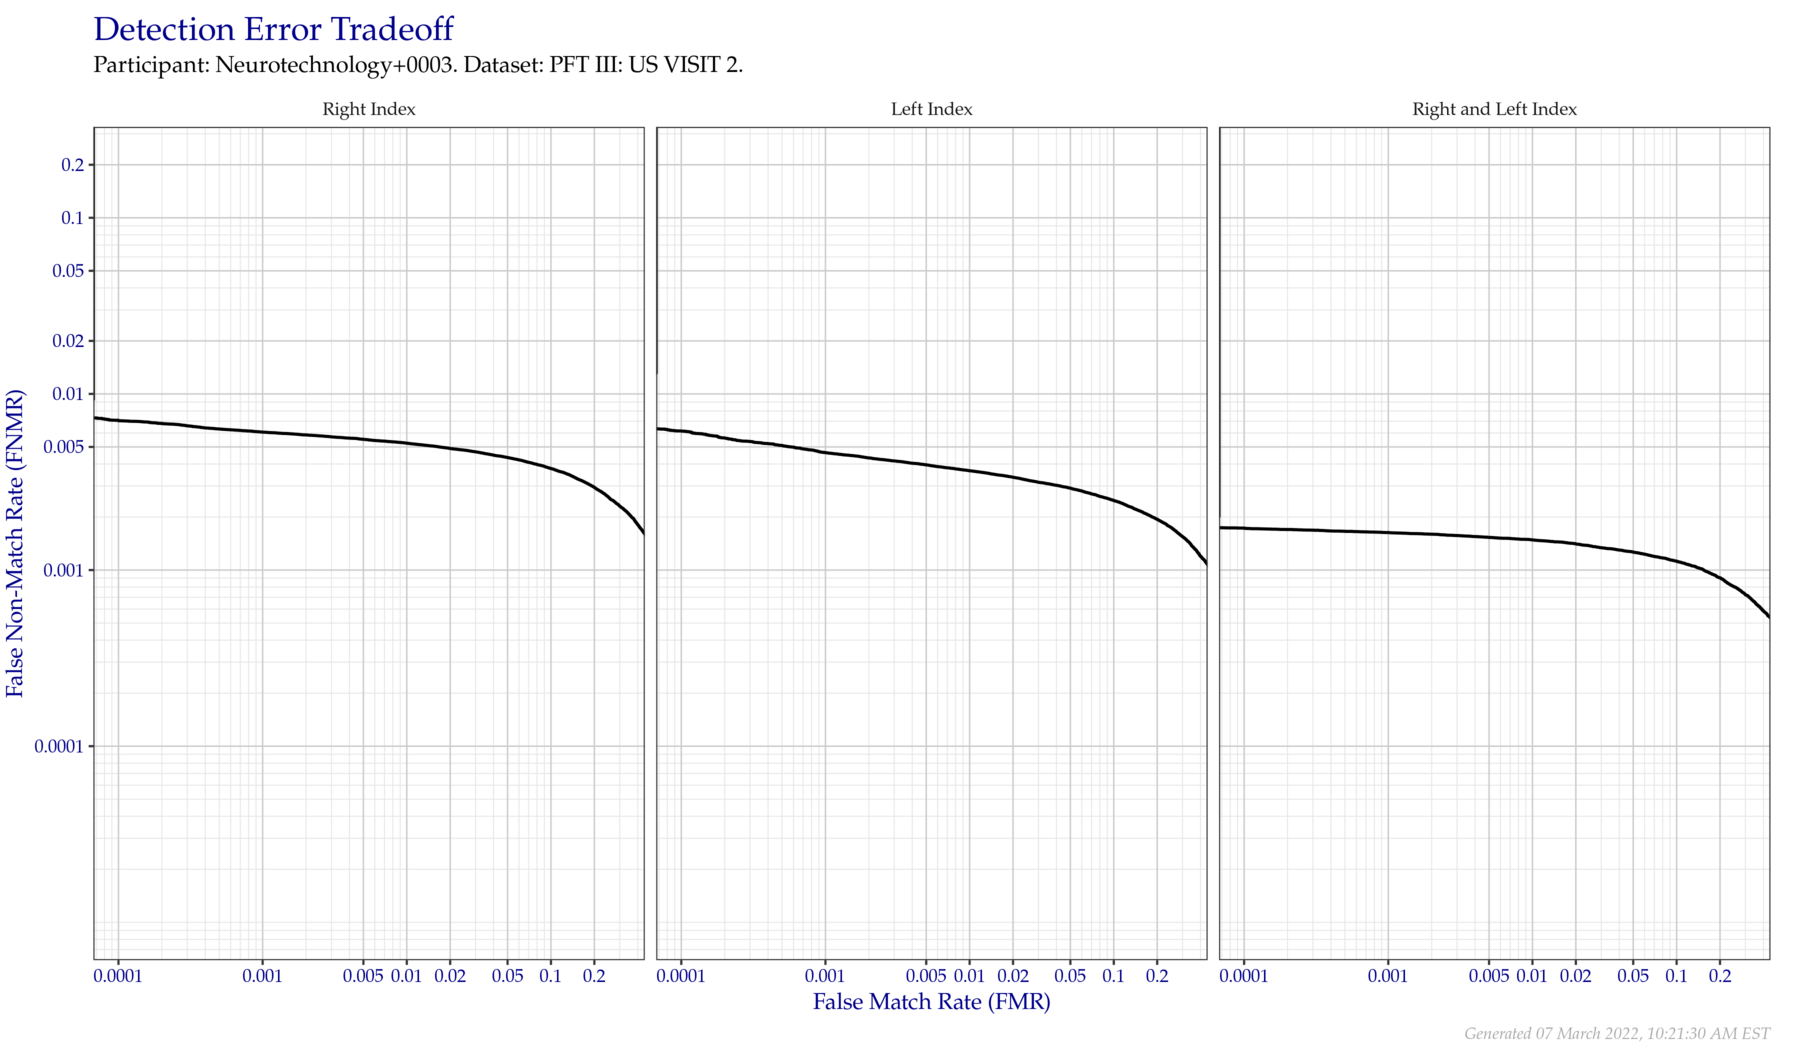 Detection Error Tradeoff
Participant: Neurotechnology+0003. Dataset: PFT III: US VISIT 2.
Right Index
Left Index
Right and Left Index
False Non-Match Rate (FNMR)
0.2
0.1
0.05
0.02
0.01
0.005
0.001
0.0001
0.0001 0.001 0.005 0.01 0.02 0.05 0.1 0.2
0.0001 0.001 0.005 0.01 0.02 0.05 0.1 0.2
0.0001 0.001 0.005 0.01 0.02 0.05 0.1 0.2
False Match Rate (FMR)
Generated 07 March 2022, 10:21:30 AM EST